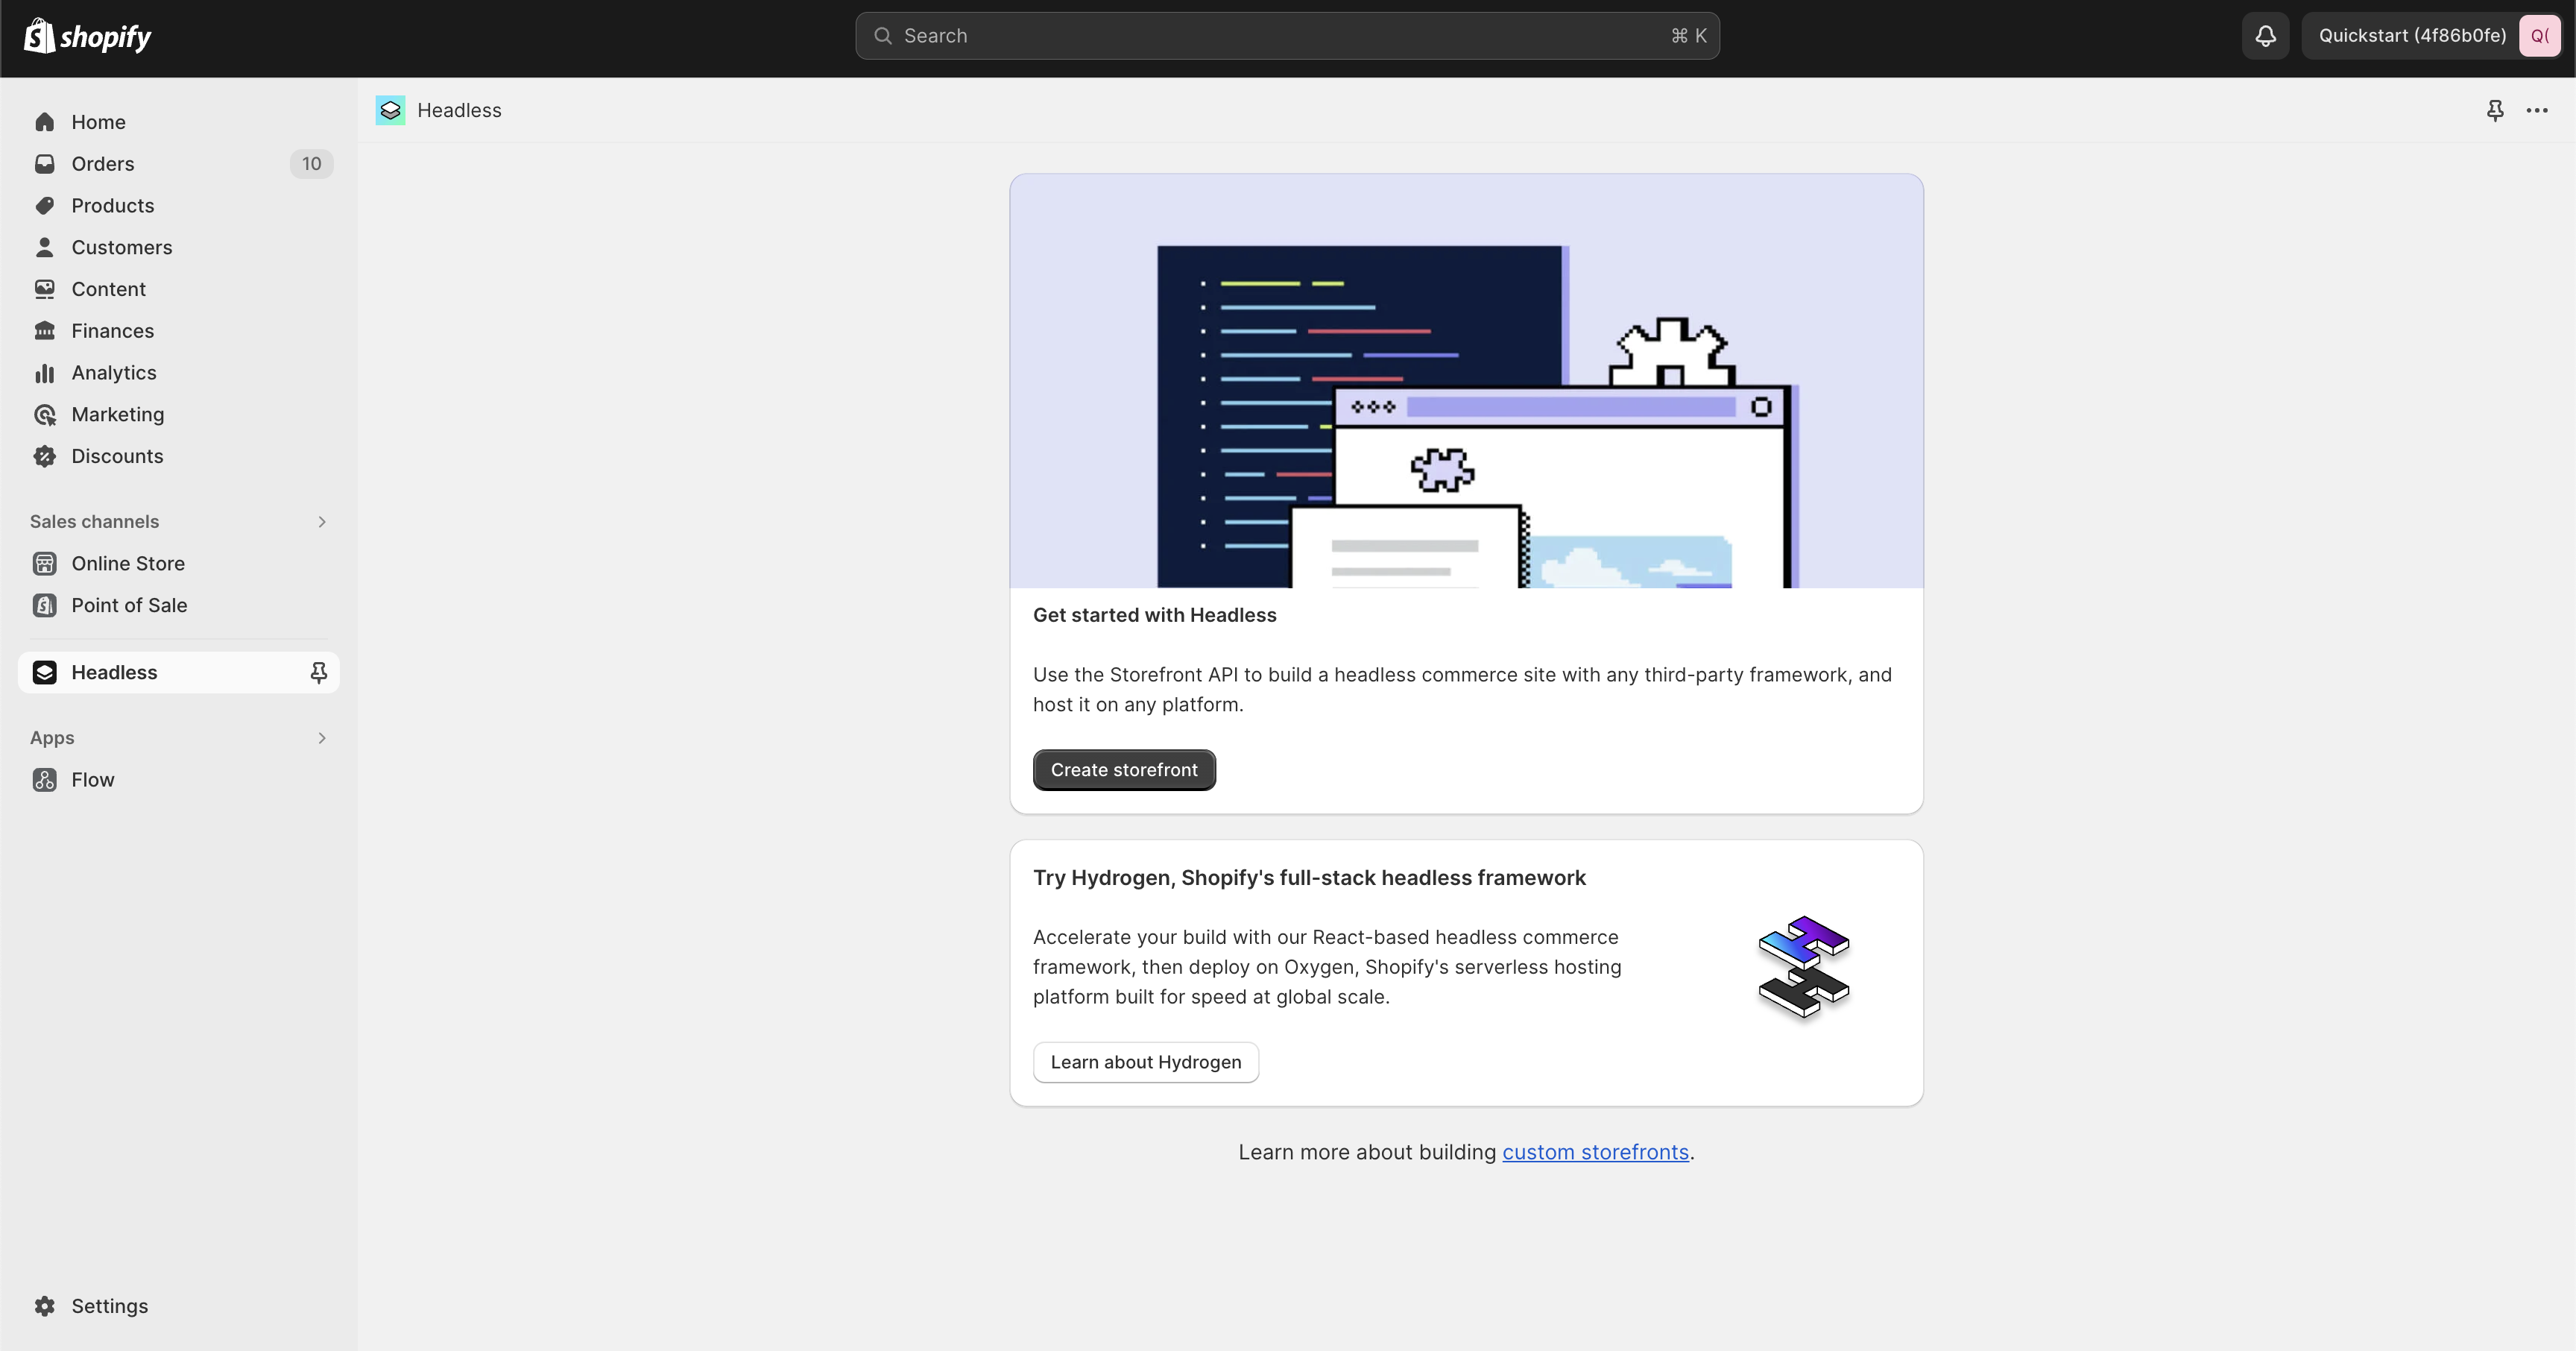 shopify
Search
⌘ K
Quickstart (4f86b0fe)
Q(
Home
Orders
10
Products
Customers
Content
Finances
Analytics
Marketing
Discounts
Sales channels
Online Store
Point of Sale
Headless
Apps
Flow
Settings
Headless
Get started with Headless
Use the Storefront API to build a headless commerce site with any third-party framework, and
host it on any platform.
Create storefront
Try Hydrogen, Shopify's full-stack headless framework
Accelerate your build with our React-based headless commerce
framework, then deploy on Oxygen, Shopify's serverless hosting
platform built for speed at global scale.
Learn about Hydrogen
Learn more about building custom storefronts.